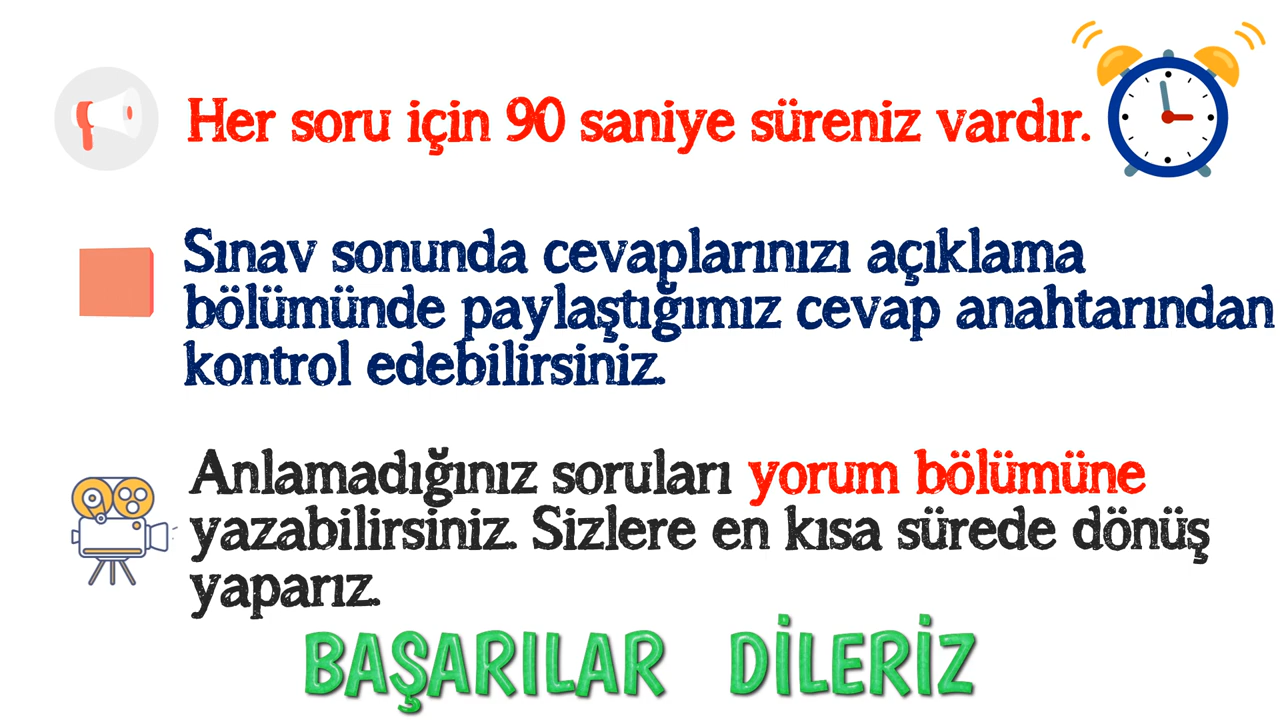 Her soru için 90 saniye süreniz vardır.
Sınav sonunda cevaplarınızı açıklama
bölümünde paylaştığımız cevap anahtarından
kontrol edebilirsiniz.
Anlamadığınız soruları yorum bölümüne
yazabilirsiniz. Sizlere en kısa sürede dönüş
yaparız.
BAŞARILAR DİLERİZ